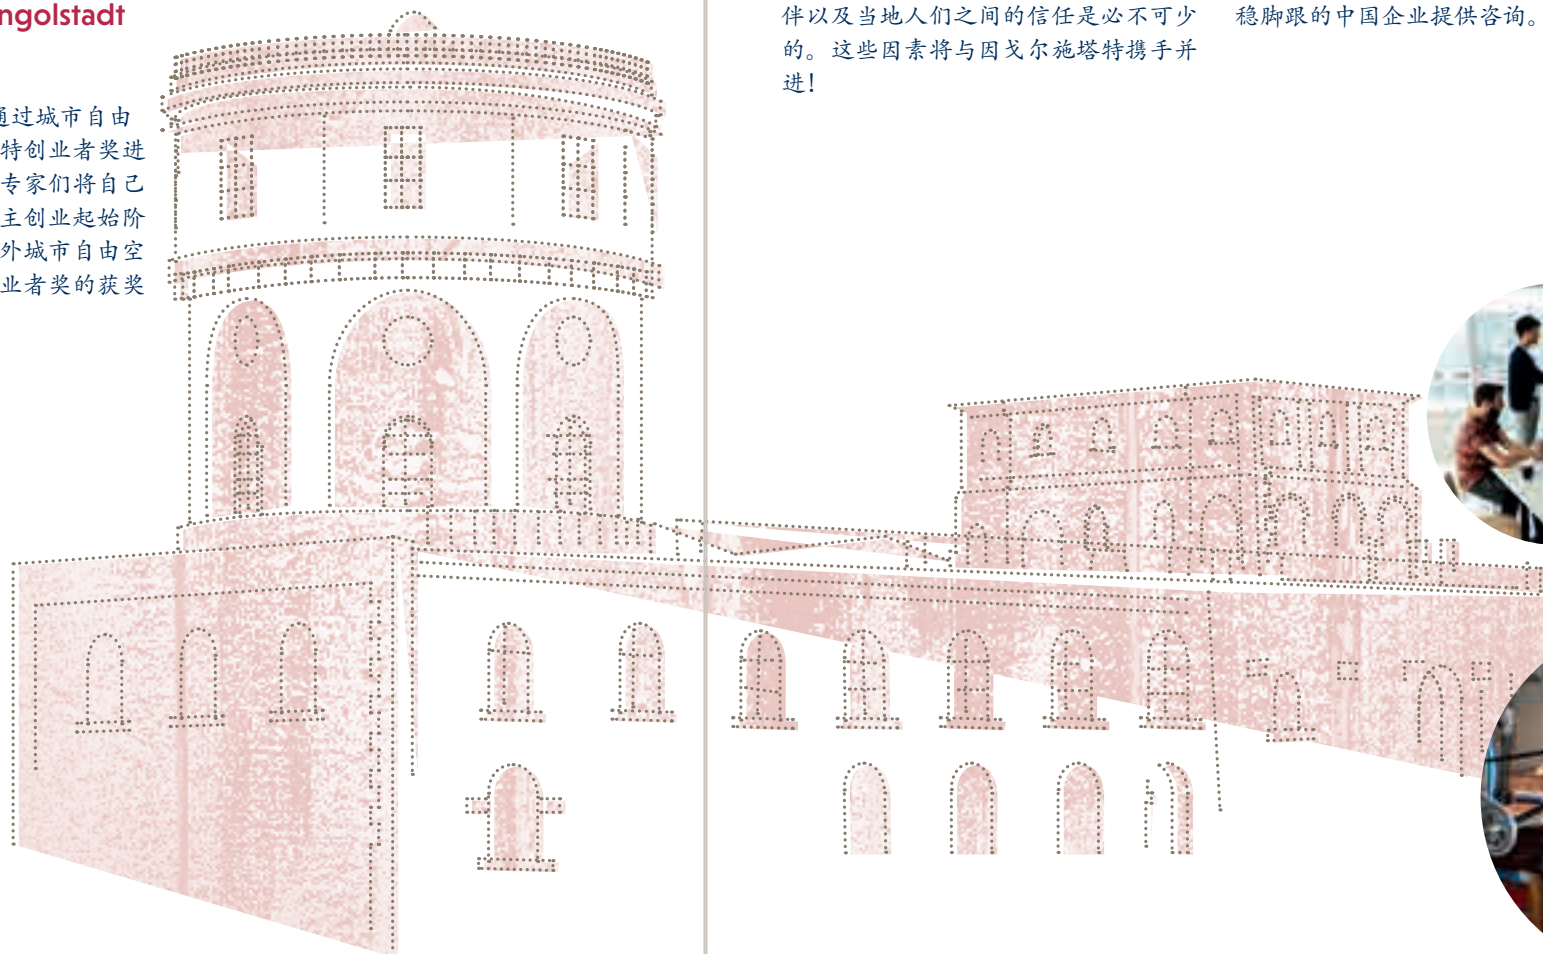 ngolstadt
通过城市自由
特创业者奖进
专家们将自己
主创业起始阶
外城市自由空
业者奖的获奖
伴以及当地人们之间的信任是必不可少
的。这些因素将与因戈尔施塔特携手并
进！
稳脚跟的中国企业提供咨询。